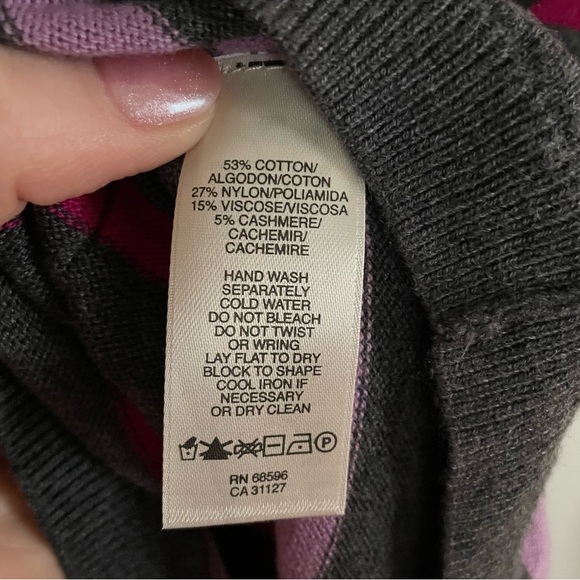 53% COTTON/
ALGODON/COTON
27% NYLON/POLIAMIDA
15% VISCOSE/VISCOSA
5% CASHMERE/
CACHEMIR/
CACHEMIRE
HAND WASH
SEPARATELY
COLD WATER
DO NOT BLEACH
DO NOT TWIST
OR WRING
LAY FLAT TO DRY
BLOCK TO SHAPE
COOL IRON IF
NECESSARY
OR DRY CLEAN
P
RN 68596
CA 31127